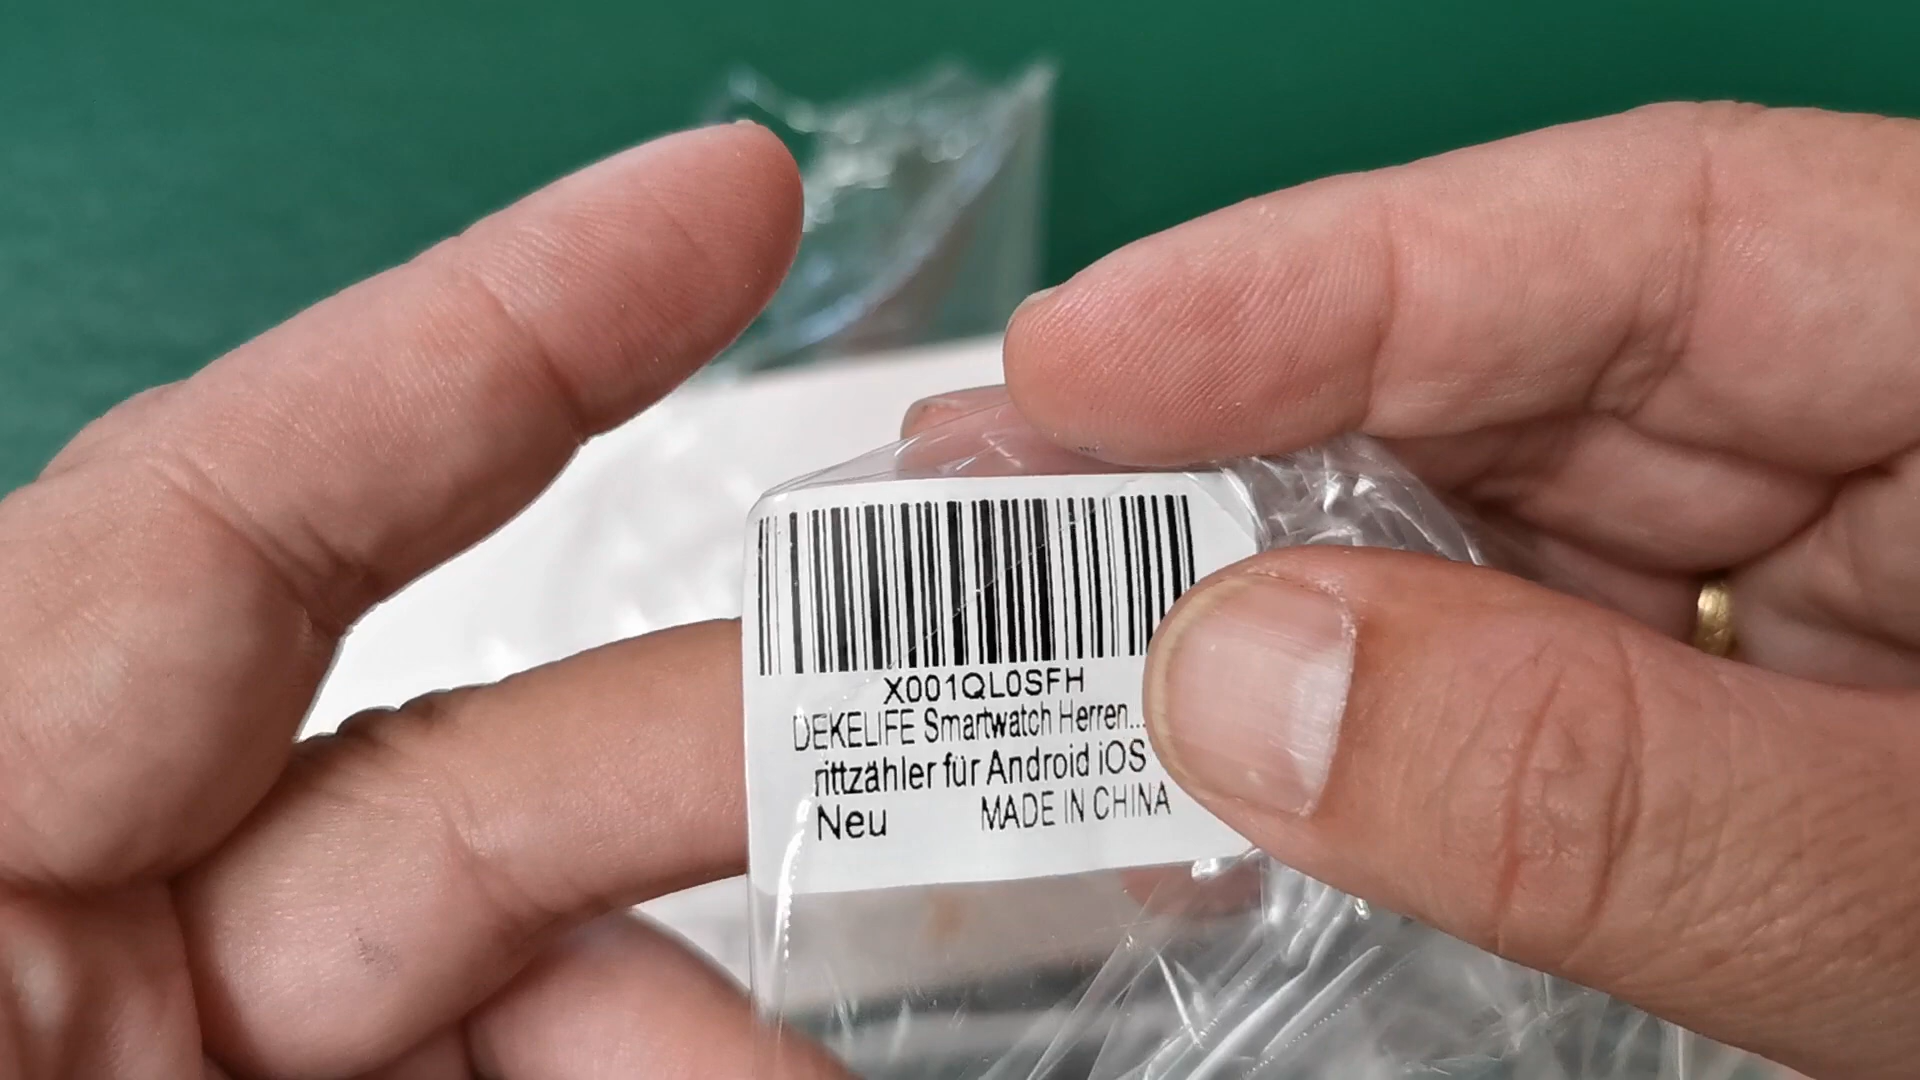 X001QL0SFH
DEKELIFE Smartwatch Herren...
rittzähler für Android iOS
Neu MADE IN CHINA